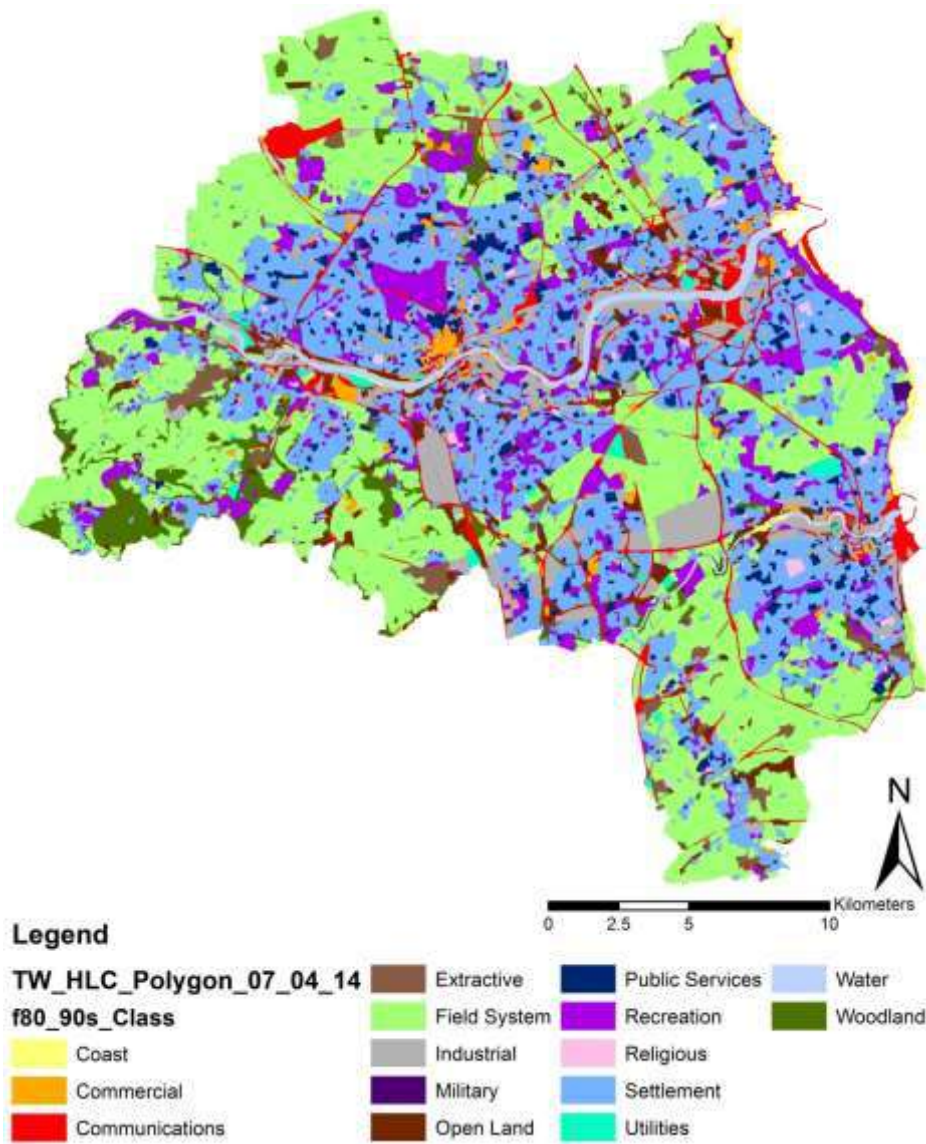 N
Kilometers
0 2.5 5 10
Legend
TW_HLC_Polygon_07_04_14
f80_90s_Class
Coast
Commercial
Communications
Extractive
Field System
Industrial
Military
Open Land
Public Services
Recreation
Religious
Settlement
Utilities
Water
Woodland